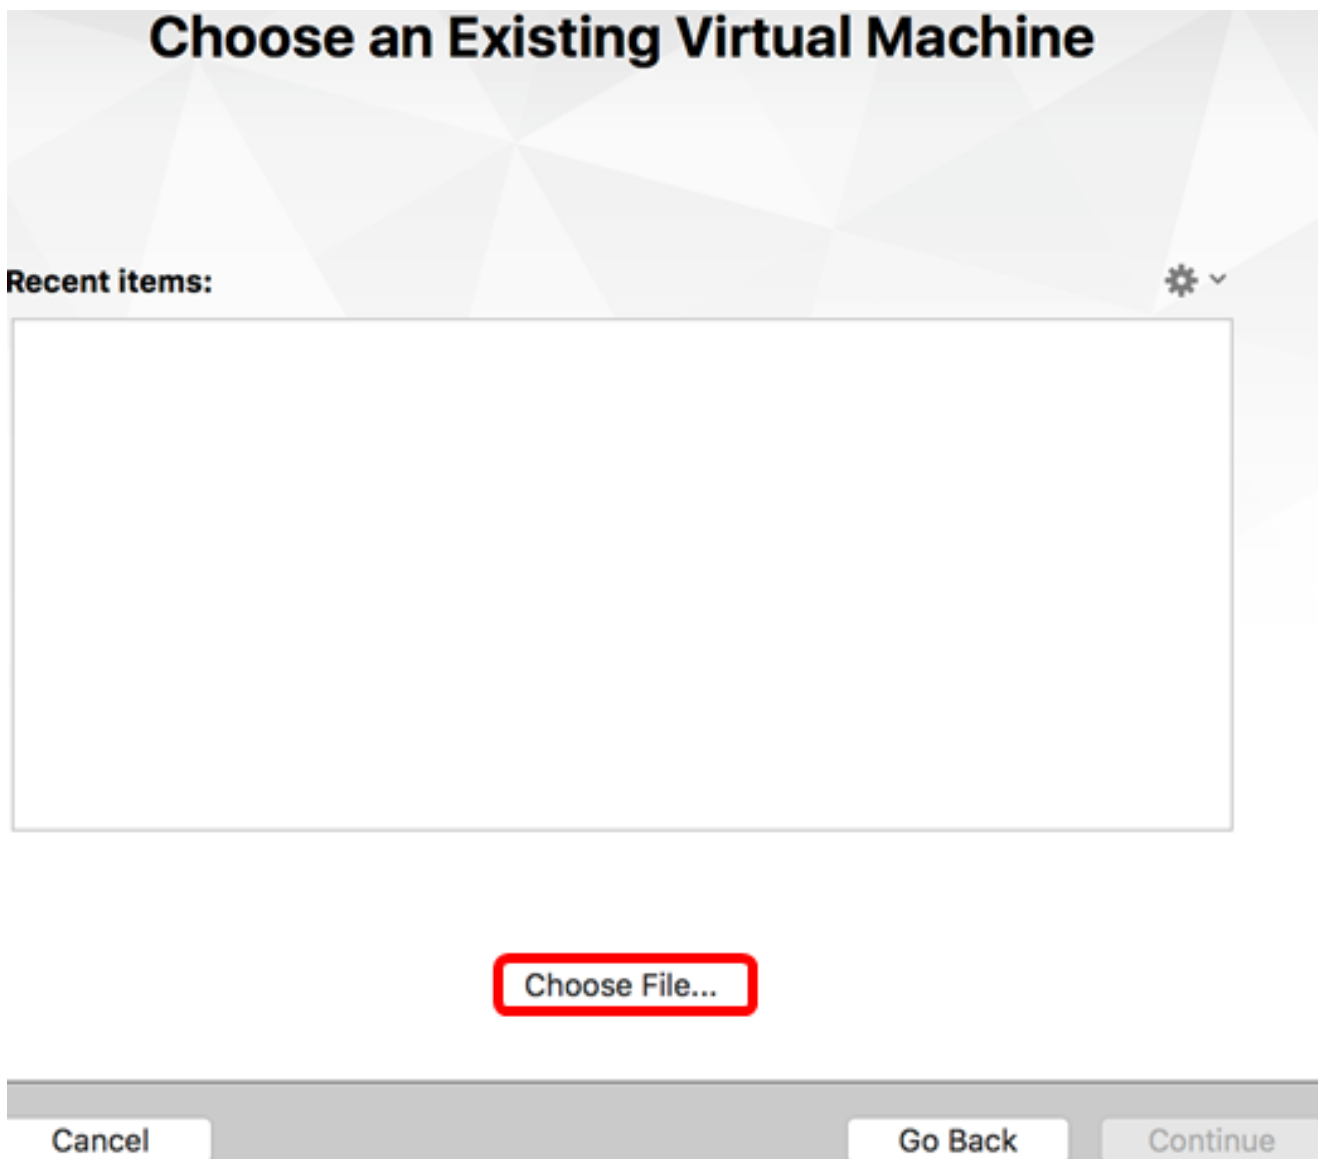 Choose an Existing Virtual Machine
Recent items:
Choose File...
Cancel
Go Back
Continue